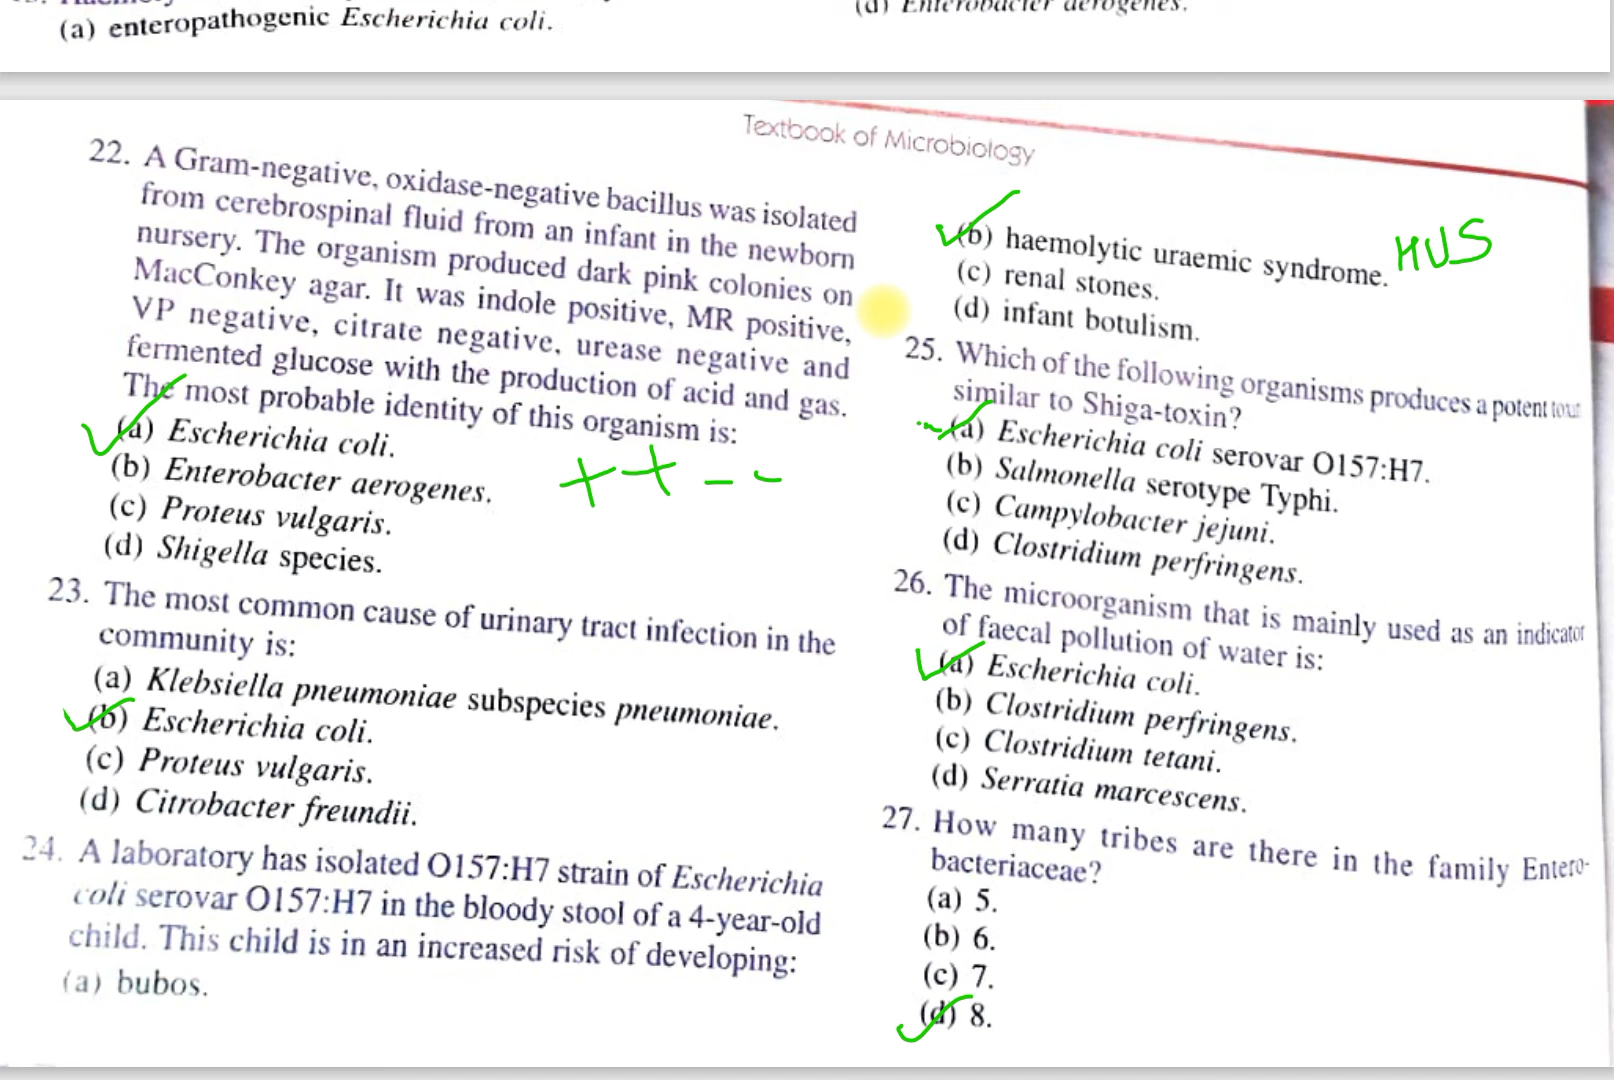 (a) enteropathogenic Escherichia coli.
(d) Enterobacter aerogenes.
Textbook of Microbiology
22. A Gram-negative, oxidase-negative bacillus was isolated
from cerebrospinal fluid from an infant in the newborn
nursery. The organism produced dark pink colonies on
MacConkey agar. It was indole positive, MR positive,
VP negative, citrate negative, urease negative and
fermented glucose with the production of acid and gas.
The most probable identity of this organism is:
(a) Escherichia coli.
(b) Enterobacter aerogenes.
(c) Proteus vulgaris.
(d) Shigella species.
+ + - -
23. The most common cause of urinary tract infection in the
community is:
(a) Klebsiella pneumoniae subspecies pneumoniae.
(b) Escherichia coli.
(c) Proteus vulgaris.
(d) Citrobacter freundii.
24. A laboratory has isolated O157:H7 strain of Escherichia
coli serovar O157:H7 in the bloody stool of a 4-year-old
child. This child is in an increased risk of developing:
(a) bubos.
(b) haemolytic uraemic syndrome.
HUS
(c) renal stones.
(d) infant botulism.
25. Which of the following organisms produces a potent
similar to Shiga-toxin?
(a) Escherichia coli serovar O157:H7.
(b) Salmonella serotype Typhi.
(c) Campylobacter jejuni.
(d) Clostridium perfringens.
26. The microorganism that is mainly used as an indicator
of faecal pollution of water is:
(a) Escherichia coli.
(b) Clostridium perfringens.
(c) Clostridium tetani.
(d) Serratia marcescens.
27. How many tribes are there in the family Entero-
bacteriaceae?
(a) 5.
(b) 6.
(c) 7.
(d) 8.